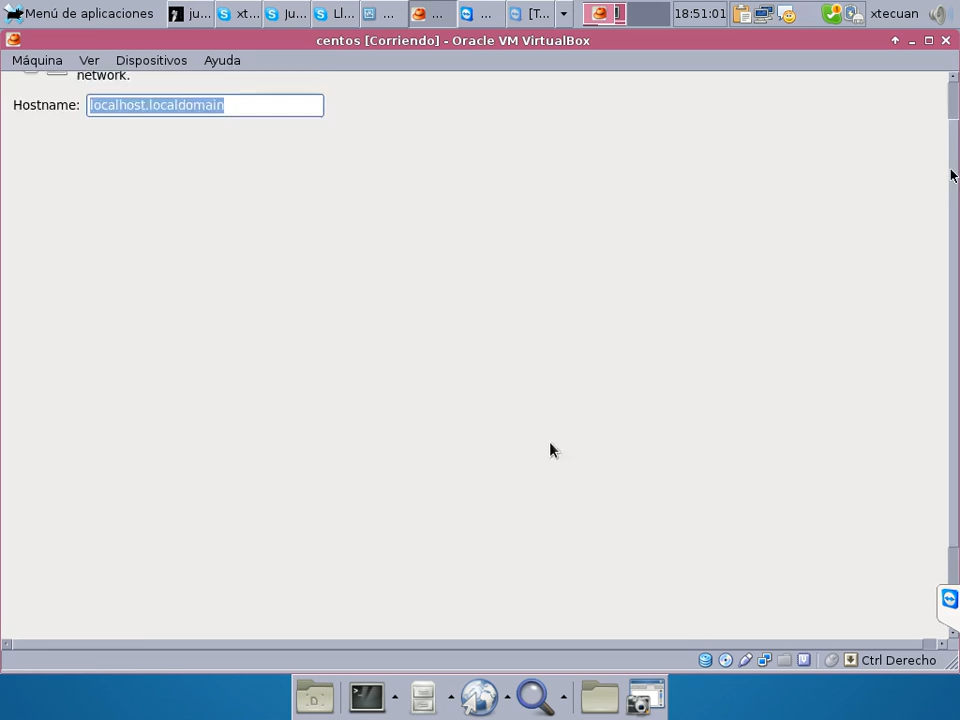 Menú de aplicaciones
ju...
xt...
Ju...
Ll...
...
...
...
[T...
18:51:01
xtecuan
centos [Corriendo] - Oracle VM VirtualBox
Máquina Ver Dispositivos Ayuda
network.
Hostname: localhost.localdomain
Ctrl Derecho